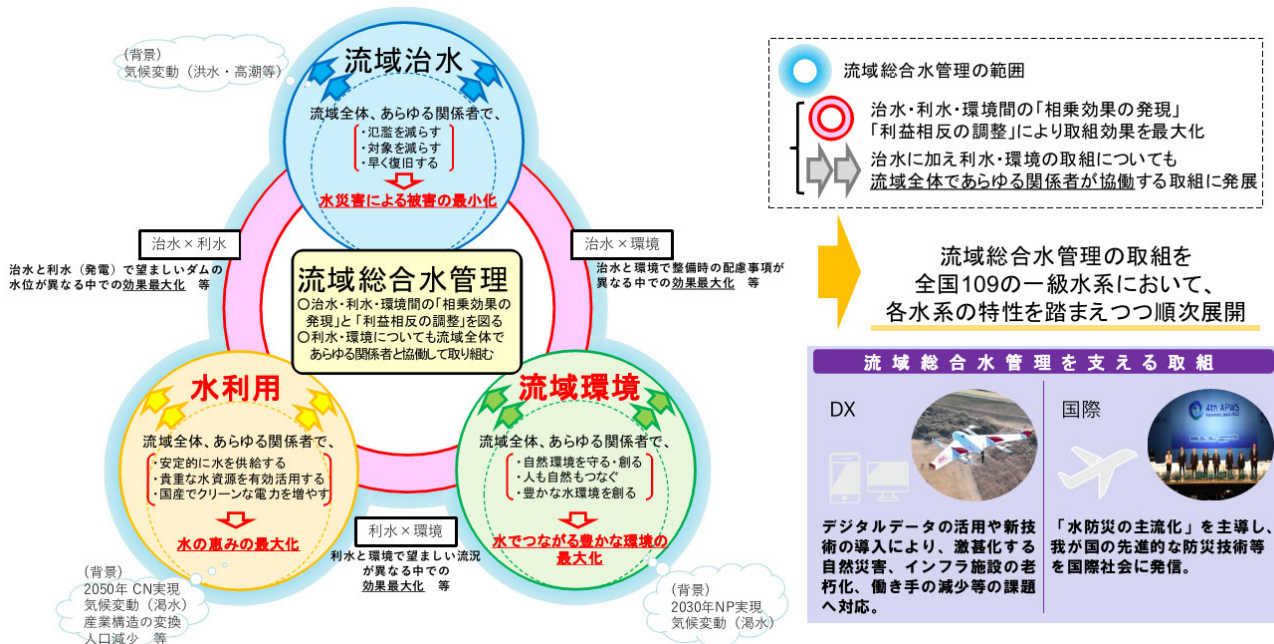 (背景)
気候変動（洪水・高潮等）
流域治水
流域全体、あらゆる関係者で、
・氾濫を減らす
・対象を減らす
・早く復旧する
水災害による被害の最小化
治水×利水
治水と利水（発電）で望ましいダムの
水位が異なる中での効果最大化　等
治水×環境
治水と環境で整備時の配慮事項が
異なる中での効果最大化　等
流域総合水管理
〇治水・利水・環境間の「相乗効果の
発現」と「利益相反の調整」を図る
〇利水・環境についても流域全体で
あらゆる関係者と協働して取り組む
水利用
流域全体、あらゆる関係者で、
・安定的に水を供給する
・貴重な水資源を有効活用する
・国産でクリーンな電力を増やす
水の恵みの最大化
(背景)
2050年 CN実現
気候変動（渇水）
産業構造の変換
人口減少　等
利水×環境
利水と環境で望ましい流況
が異なる中での
効果最大化　等
流域環境
流域全体、あらゆる関係者で、
・自然環境を守る・創る
・人も自然もつなぐ
・豊かな水環境を創る
水でつながる豊かな環境の
最大化
(背景)
2030年NP実現
気候変動（渇水）
流域総合水管理の範囲
治水・利水・環境間の「相乗効果の発現」
「利益相反の調整」により取組効果を最大化
治水に加え利水・環境の取組についても
流域全体であらゆる関係者が協働する取組に発展
流域総合水管理の取組を
全国109の一級水系において、
各水系の特性を踏まえつつ順次展開
流域総合水管理を支える取組
DX
デジタルデータの活用や新技
術の導入により、激甚化する
自然災害、インフラ施設の老
朽化、働き手の減少等の課題
へ対応。
国際
4th APWS
「水防災の主流化」を主導し、
我が国の先進的な防災技術等
を国際社会に発信。